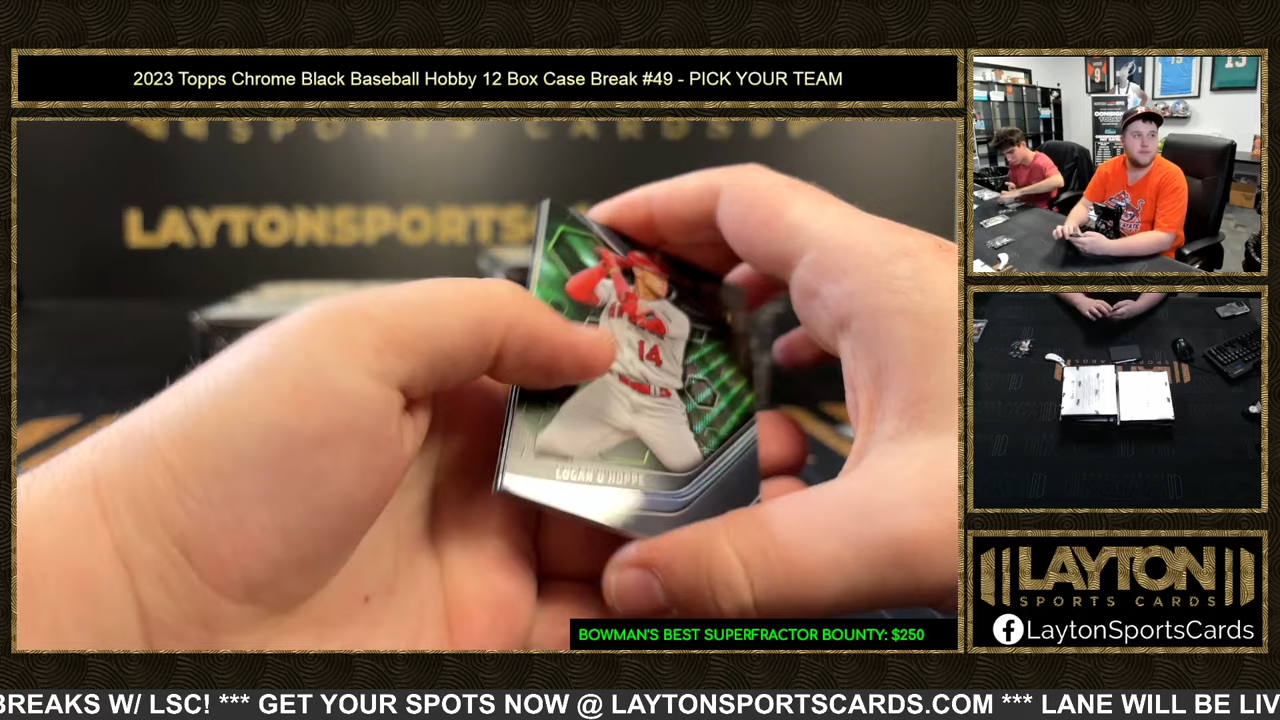 2023 Topps Chrome Black Baseball Hobby 12 Box Case Break #49 - PICK YOUR TEAM
LAYTONSPORTS
14
LOGAN O'HOPPE
BOWMAN'S BEST SUPERFRACTOR BOUNTY: $250
LAYTON
SPORTS CARDS
LaytonSportsCards
BREAKS W/ LSC! *** GET YOUR SPOTS NOW @ LAYTONSPORTSCARDS.COM *** LANE WILL BE LIV